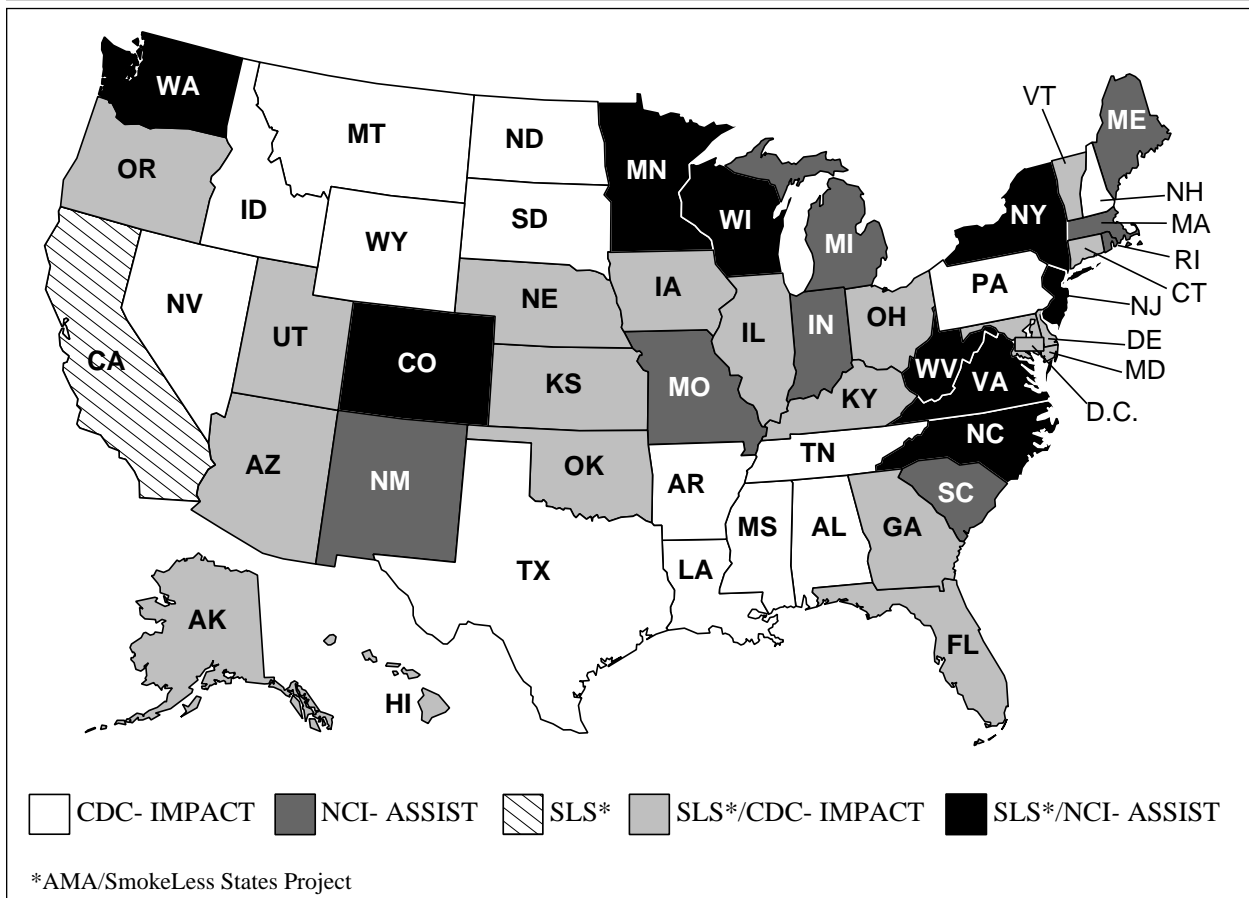 WA
MT
ND
MN
VT
ME
OR
ID
SD
WI
NY
NH
MA
WY
MI
RI
CT
NV
NE
IA
PA
NJ
UT
IL
IN
OH
DE
CA
CO
KS
MO
WV
VA
MD
KY
D.C.
AZ
NM
OK
TN
NC
AR
SC
MS
AL
GA
TX
LA
AK
HI
FL
CDC- IMPACT
NCI- ASSIST
SLS*
SLS*/CDC- IMPACT
SLS*/NCI- ASSIST
*AMA/SmokeLess States Project